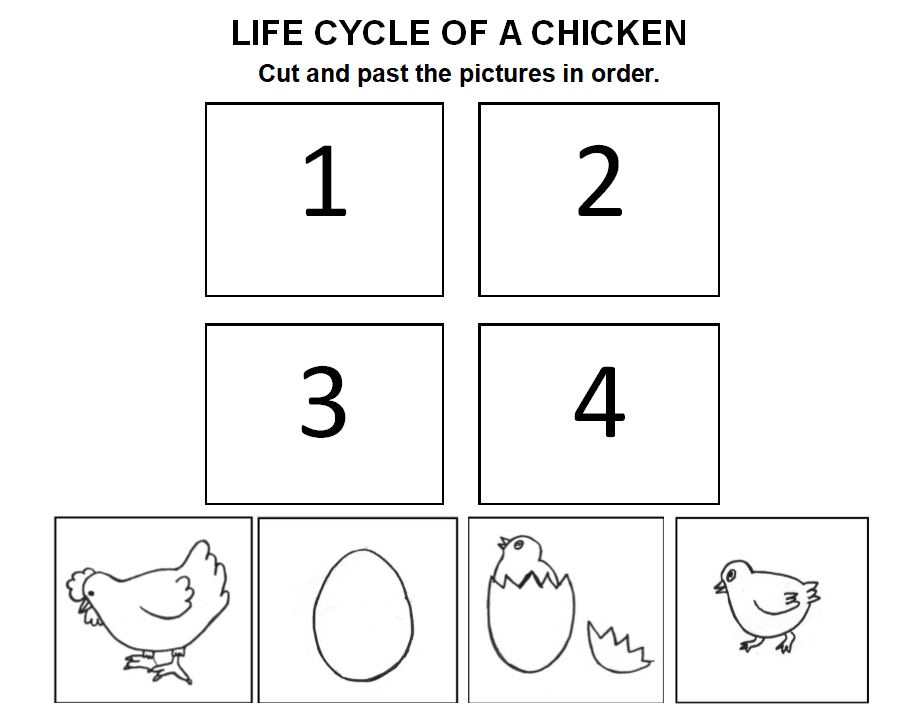 LIFE CYCLE OF A CHICKEN
Cut and past the pictures in order.
1 2
3 4